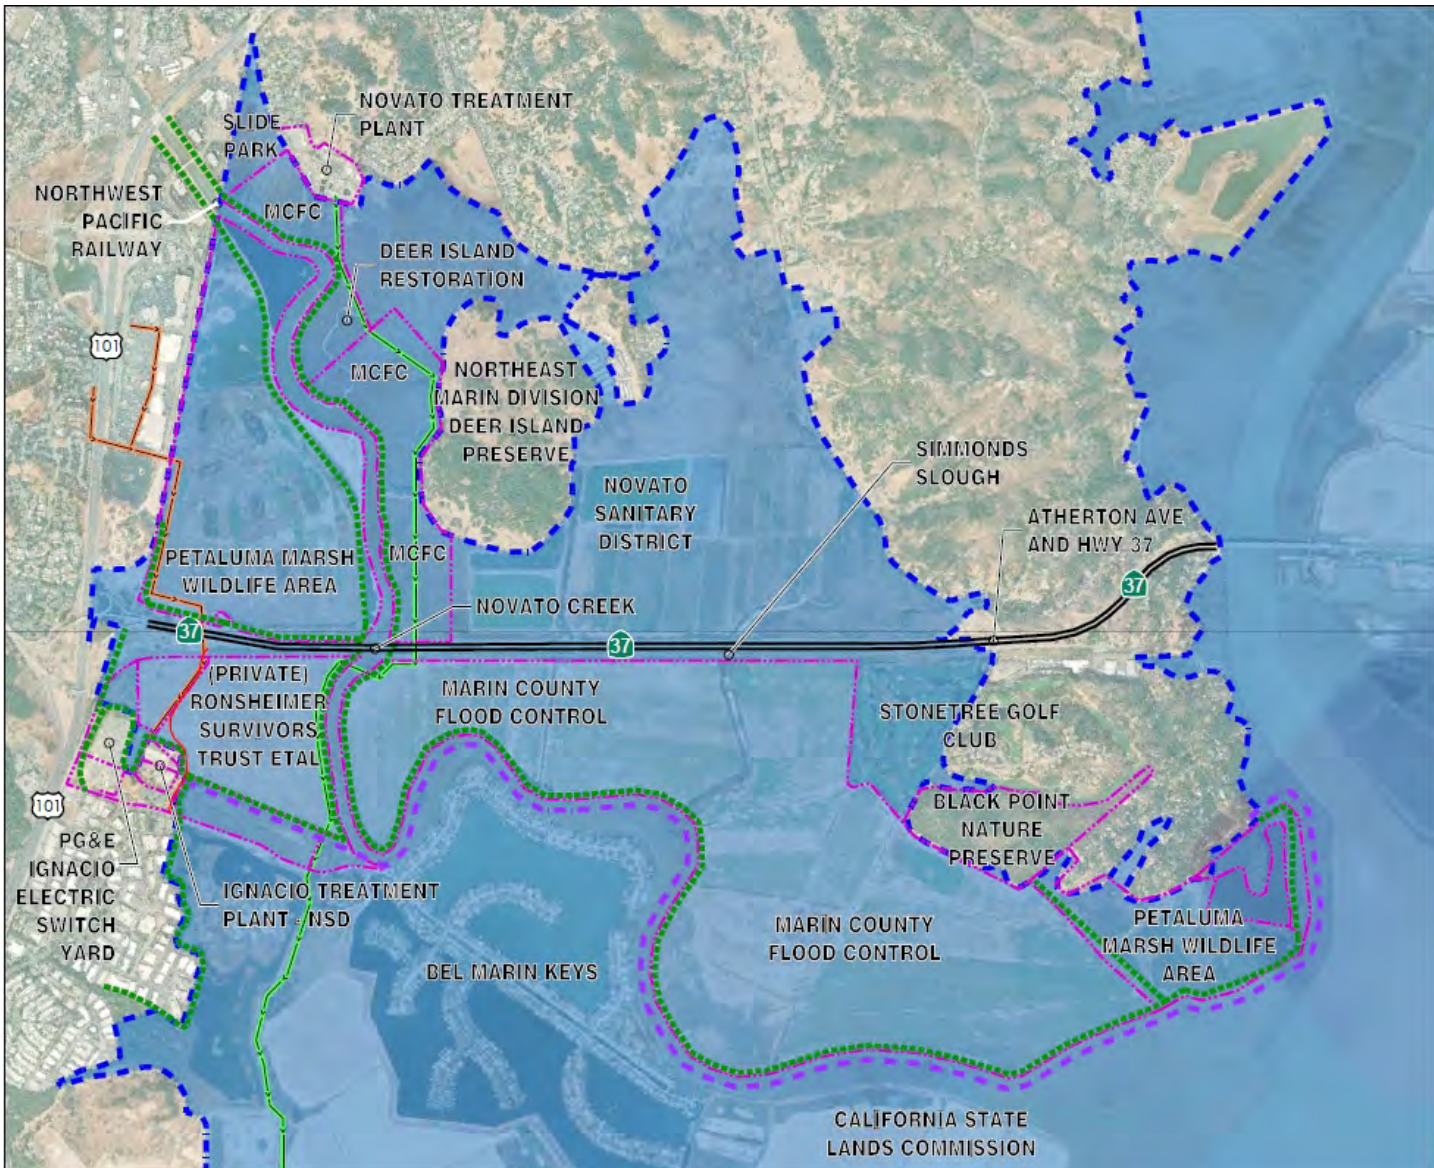 NOVATO TREATMENT
PLANT
SLIDE
PARK
NORTHWEST
PACIFIC
RAILWAY
MCFC
DEER ISLAND
RESTORATION
101
MCFC
NORTHEAST
MARIN DIVISION
DEER ISLAND
PRESERVE
SIMMONDS
SLOUGH
NOVATO
SANITARY
DISTRICT
ATHERTON AVE
AND HWY 37
MCFC
PETALUMA MARSH
WILDLIFE AREA
37
NOVATO CREEK
37
37
(PRIVATE)
RONSHEIMER
SURVIVORS
TRUST ETAL
MARIN COUNTY
FLOOD CONTROL
STONETREE GOLF
CLUB
101
BLACK POINT
NATURE
PRESERVE
PG&E
IGNACIO
ELECTRIC
SWITCH
YARD
IGNACIO TREATMENT
PLANT - NSD
MARIN COUNTY
FLOOD CONTROL
PETALUMA
MARSH WILDLIFE
AREA
BEL MARIN KEYS
CALIFORNIA STATE
LANDS COMMISSION